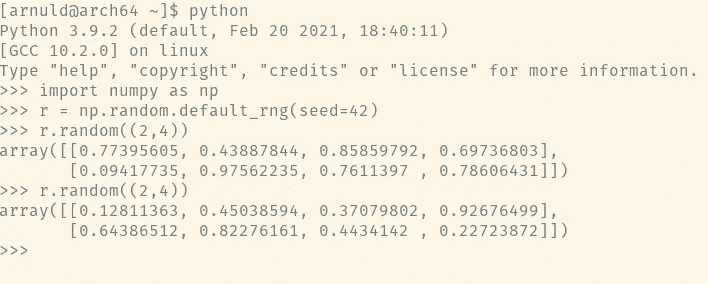 [arnuld@arch64 ~]$ python
Python 3.9.2 (default, Feb 20 2021, 18:40:11)
[GCC 10.2.0] on linux
Type "help", "copyright", "credits" or "license" for more information.
>>> import numpy as np
>>> r = np.random.default_rng(seed=42)
>>> r.random((2,4))
array([[0.77395605, 0.43887844, 0.85859792, 0.69736803],
       [0.09417735, 0.97562235, 0.7611397 , 0.78606431]])
>>> r.random((2,4))
array([[0.12811363, 0.45038594, 0.37079802, 0.92676499],
       [0.64386512, 0.82276161, 0.4434142 , 0.22723872]])
>>>